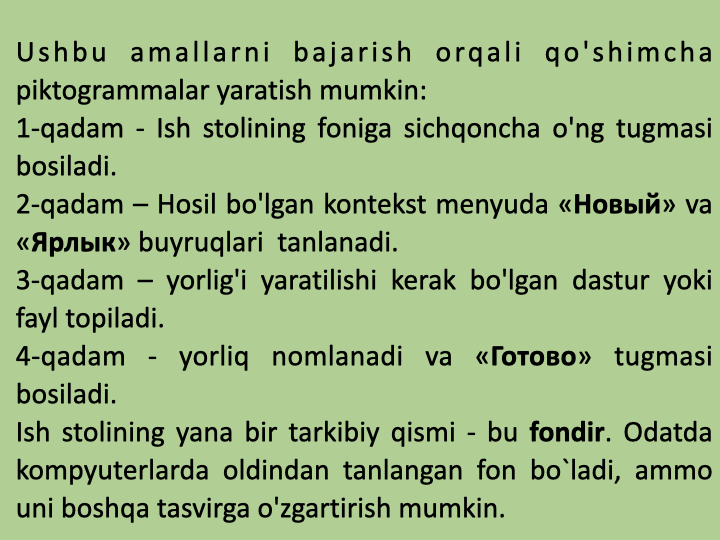 Ushbu amallarni bajarish orqali qo'shimcha
piktogrammalar yaratish mumkin:
1-qadam - Ish stolining foniga sichqoncha o'ng tugmasi
bosiladi.
2-qadam – Hosil bo'lgan kontekst menyuda «Новый» va
«Ярлык» buyruqlari  tanlanadi.
3-qadam – yorlig'i yaratilishi kerak bo'lgan dastur yoki
fayl topiladi.
4-qadam - yorliq nomlanadi va «Готово» tugmasi
bosiladi.
Ish stolining yana bir tarkibiy qismi - bu fondir. Odatda
kompyuterlarda oldindan tanlangan fon bo`ladi, ammo
uni boshqa tasvirga o'zgartirish mumkin.